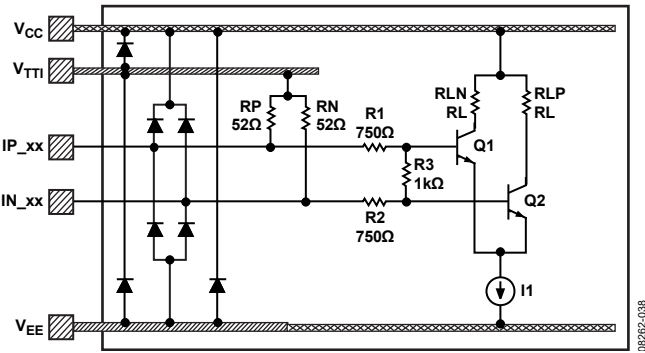 VCC
VTTI
IP_xx
IN_xx
VEE
RP
52Ω
RN
52Ω
R1
750Ω
R3
1kΩ
R2
750Ω
RLN
RL
RLP
RL
Q1
Q2
I1
08262-038